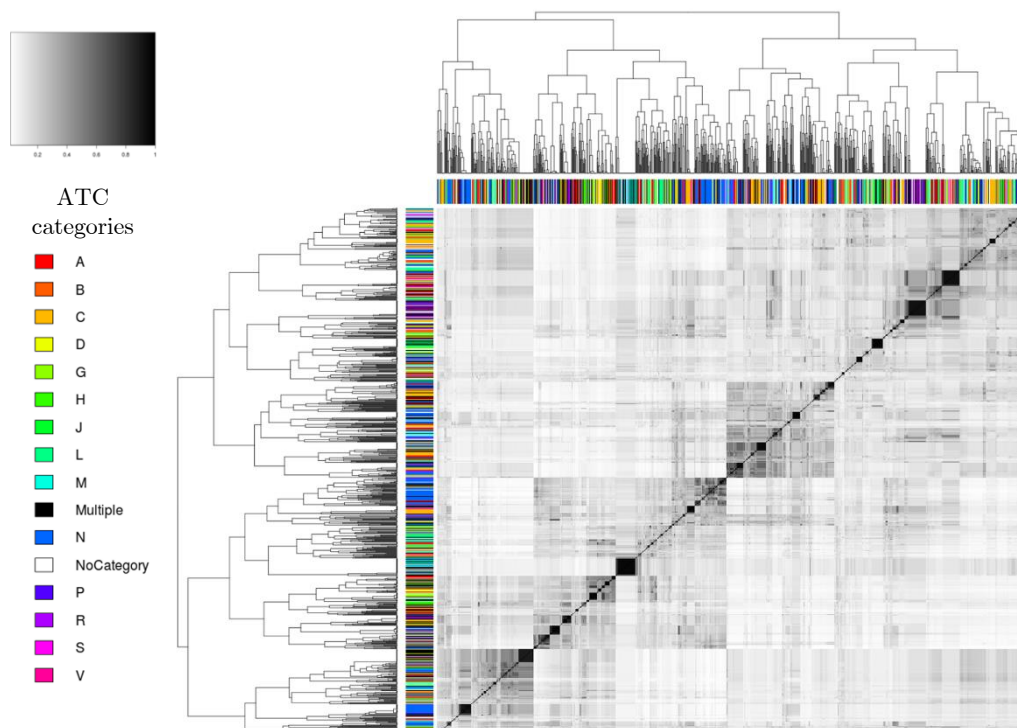 0.2 0.4 0.6 0.8 1
ATC
categories
A
B
C
D
G
H
J
L
M
Multiple
N
NoCategory
P
R
S
V